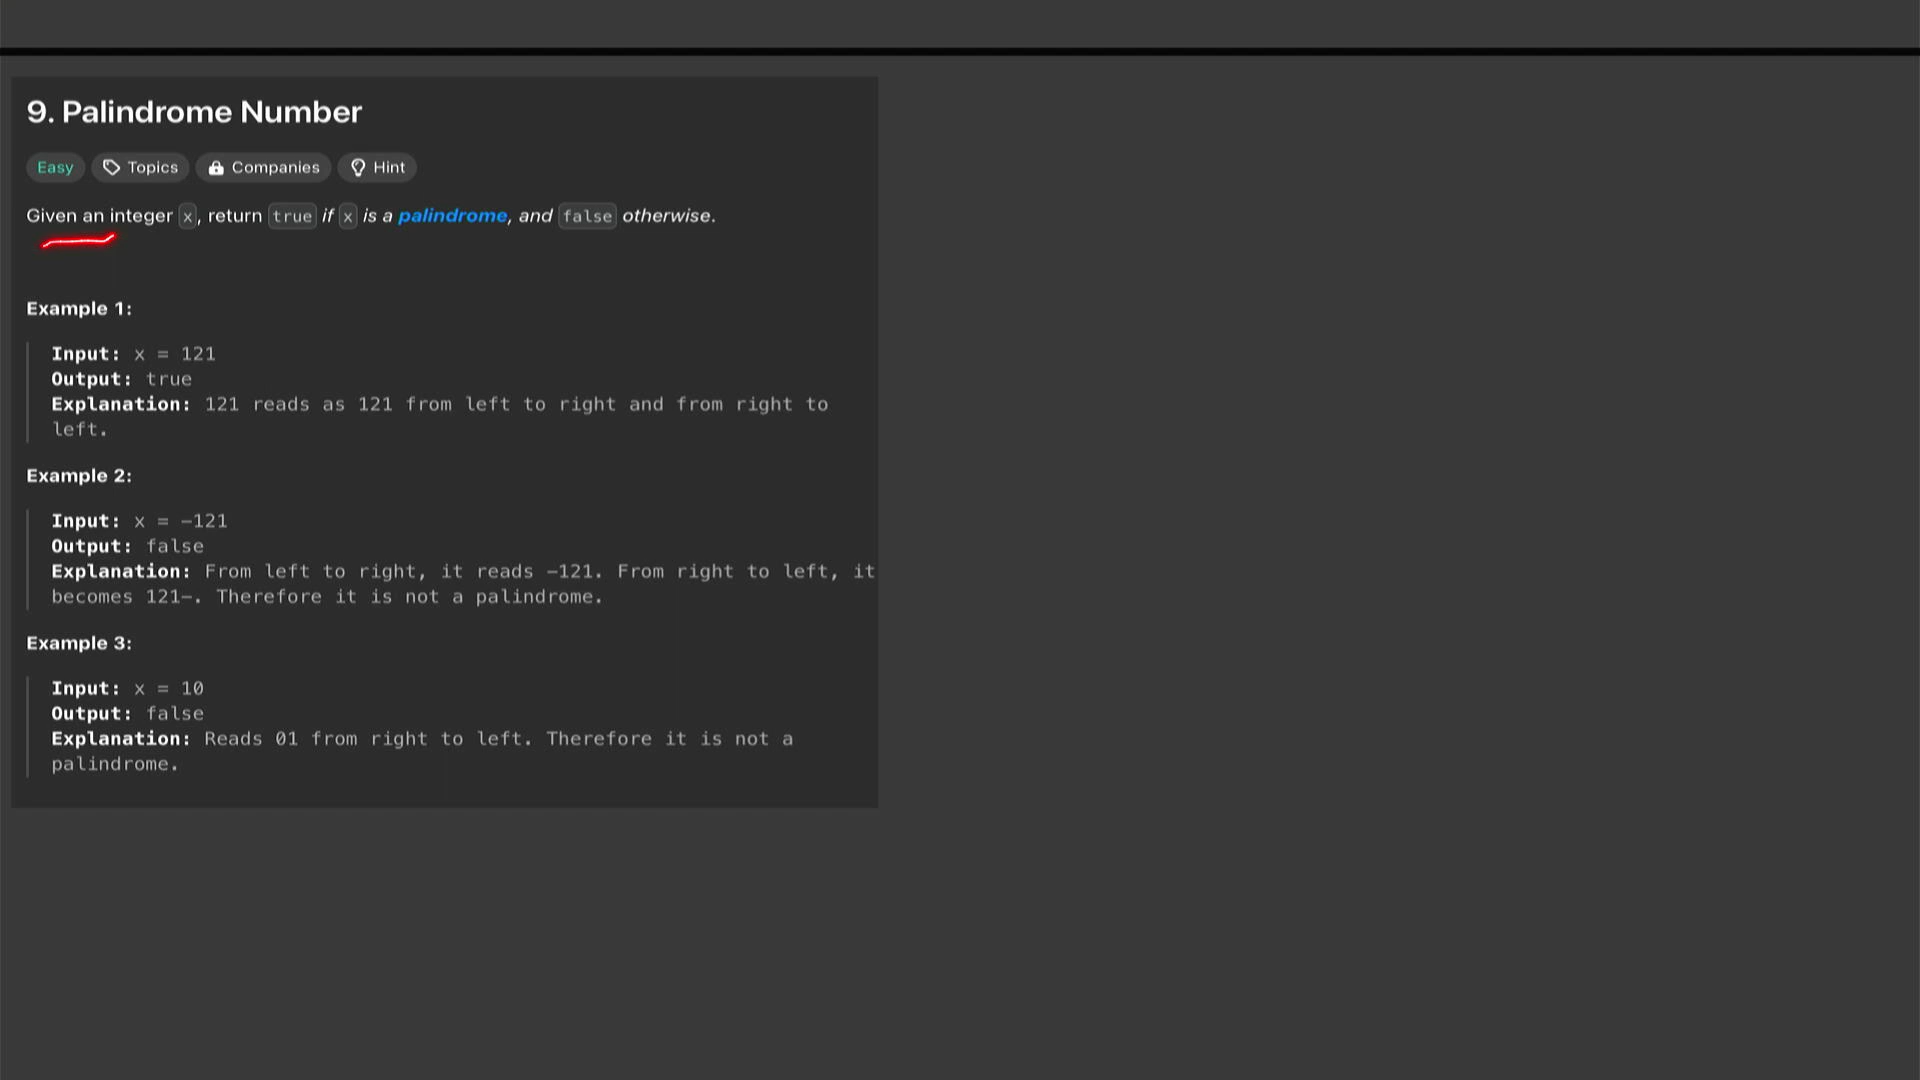 9. Palindrome Number
Easy Topics Companies Hint
Given an integer x, return true if x is a palindrome, and false otherwise.
Example 1:
Input: x = 121
Output: true
Explanation: 121 reads as 121 from left to right and from right to
left.
Example 2:
Input: x = −121
Output: false
Explanation: From left to right, it reads −121. From right to left, it
becomes 121−. Therefore it is not a palindrome.
Example 3:
Input: x = 10
Output: false
Explanation: Reads 01 from right to left. Therefore it is not a
palindrome.